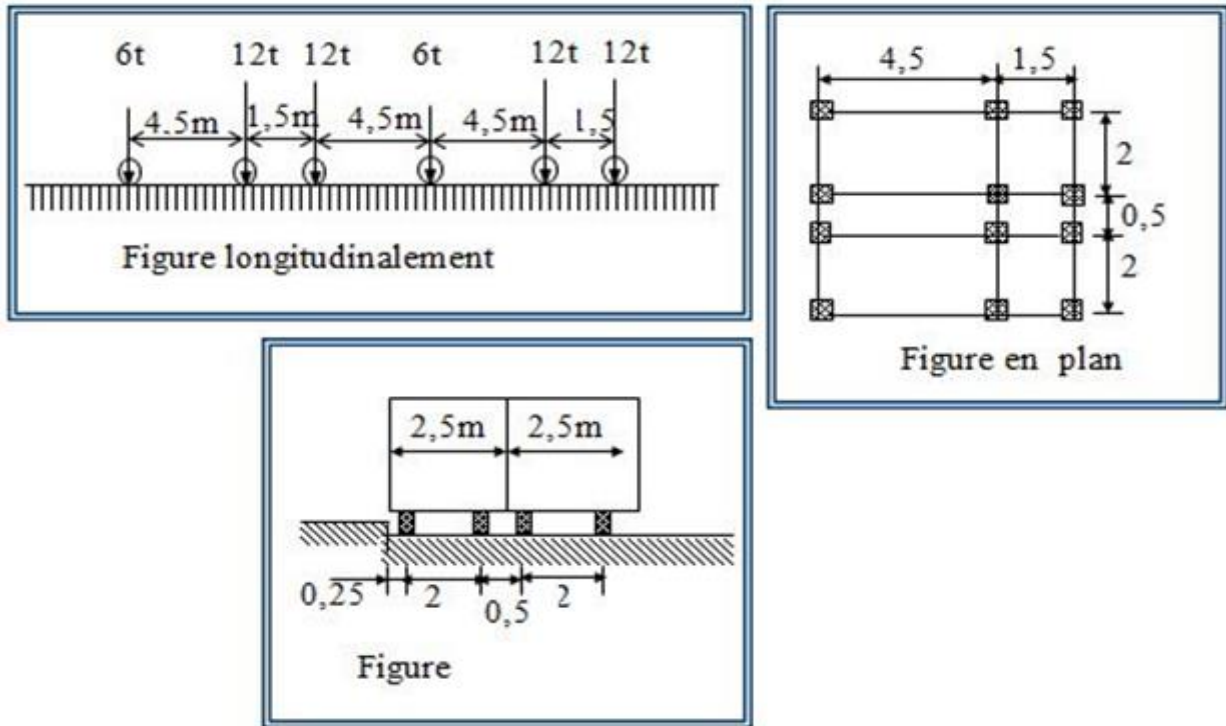 6t 12t 12t 6t 12t 12t
4.5m 1,5m 4,5m 4,5m 1,5
Figure longitudinalement
4,5 1,5
2
0,5
2
Figure en plan
2,5m 2,5m
0,25 2 0,5 2
Figure